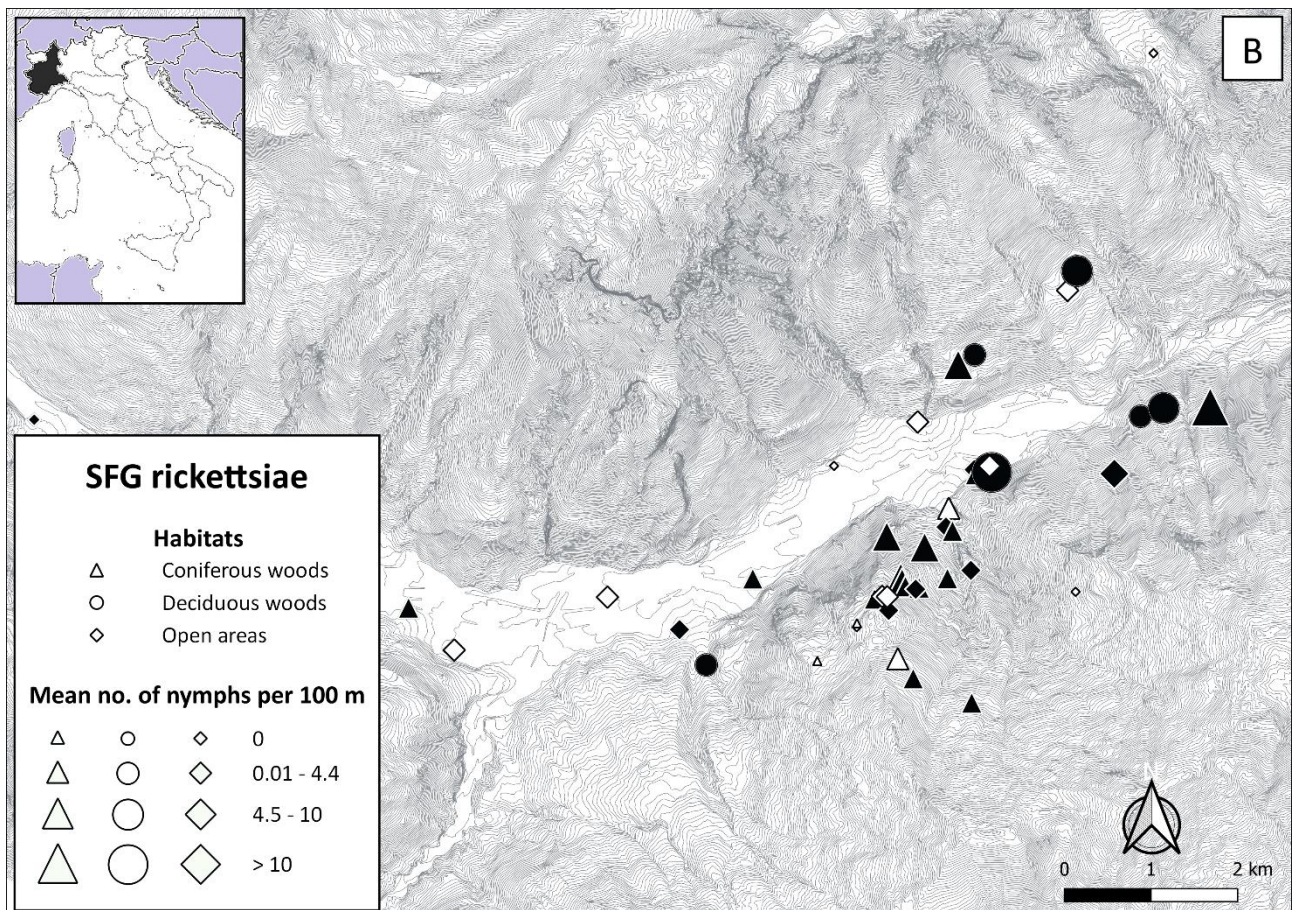 B
SFG rickettsiae
Habitats
Coniferous woods
Deciduous woods
Open areas
Mean no. of nymphs per 100 m
0
0.01 - 4.4
4.5 - 10
> 10
N
0 1 2 km